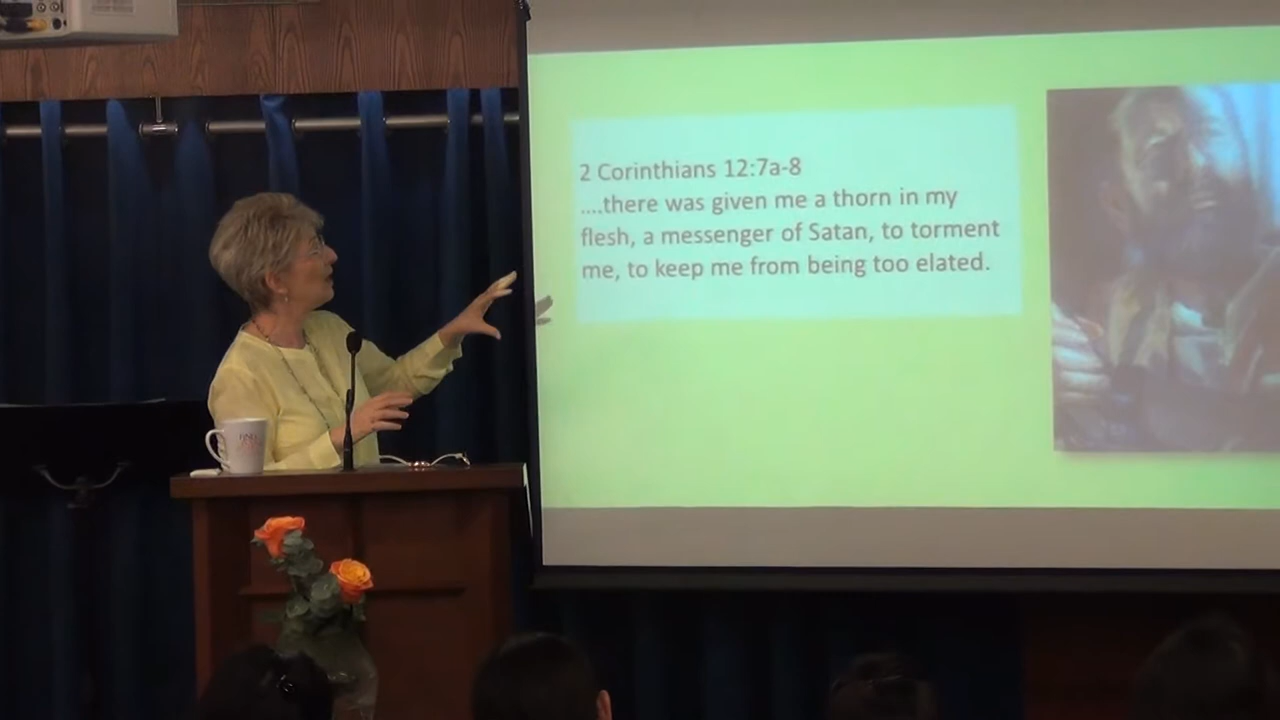 2 Corinthians 12:7a-8
....there was given me a thorn in my
flesh, a messenger of Satan, to torment
me, to keep me from being too elated.